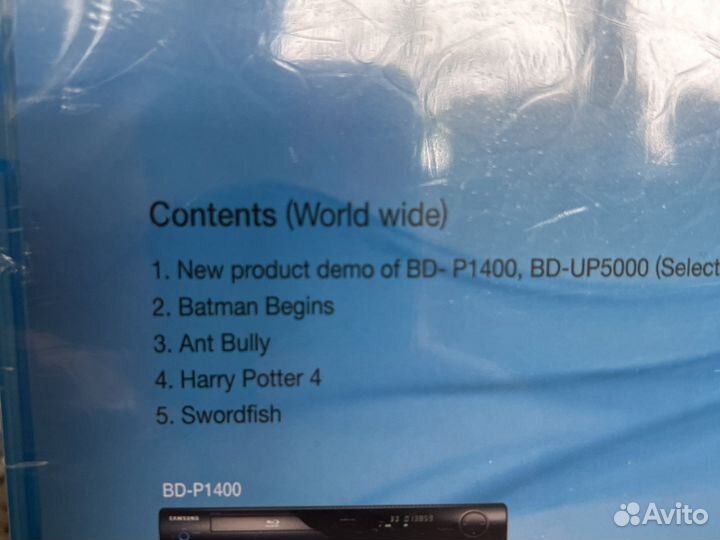 Contents (World wide)
1. New product demo of BD- P1400, BD-UP5000 (Select
2. Batman Begins
3. Ant Bully
4. Harry Potter 4
5. Swordfish
BD-P1400
SAMSUNG
Avito